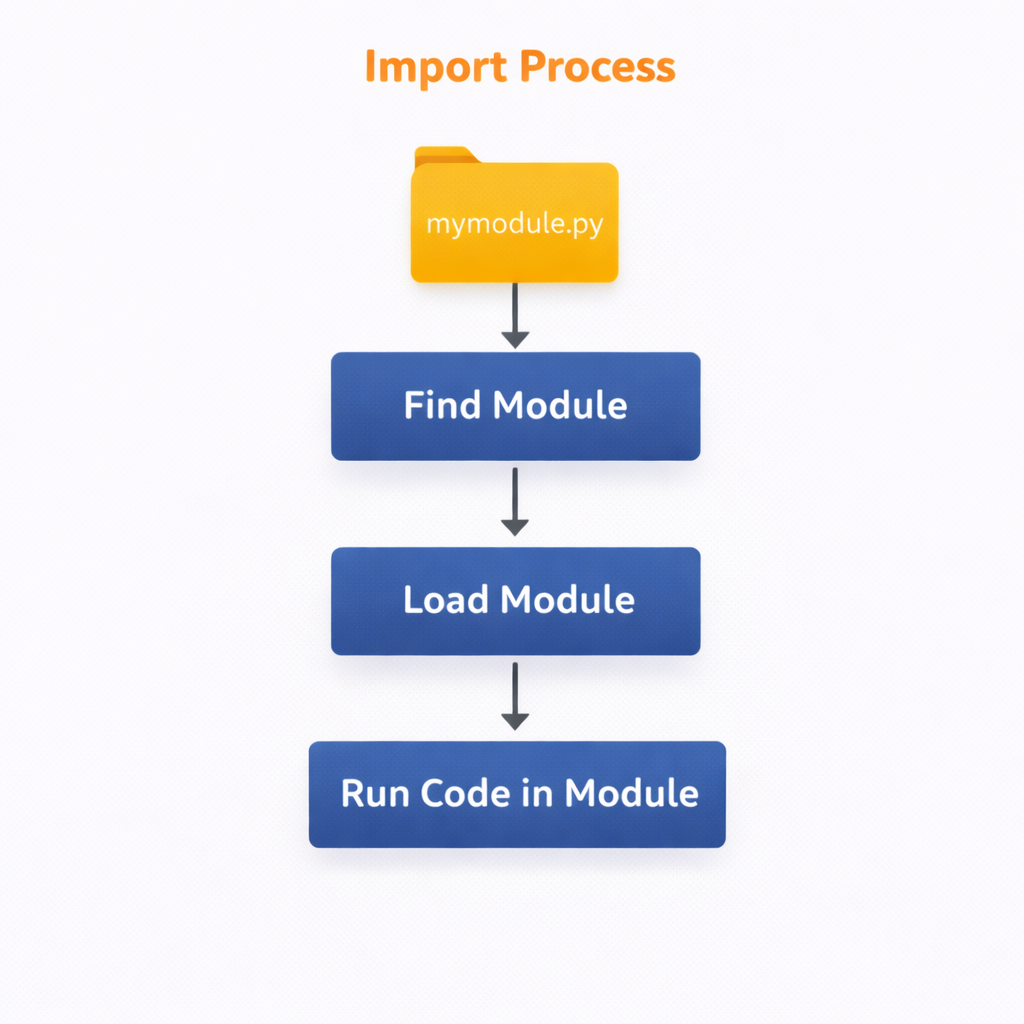 Import Process
mymodule.py
Find Module
Load Module
Run Code in Module